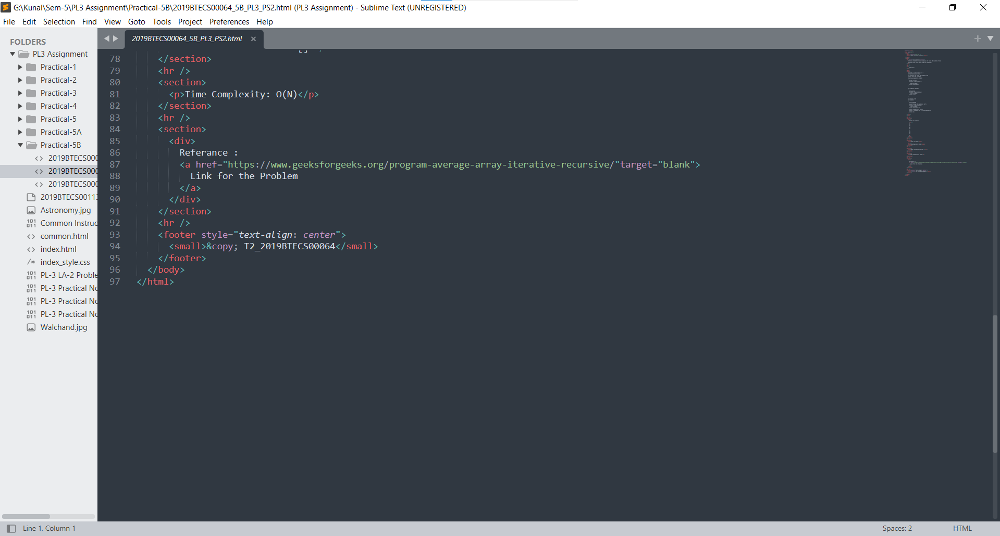 G:\Kunal\Sem-5\PL3 Assignment\Practical-5B\2019BTECS00064_5B_PL3_PS2.html (PL3 Assignment) - Sublime Text (UNREGISTERED)
File Edit Selection Find View Goto Tools Project Preferences Help
FOLDERS
PL3 Assignment
Practical-1
Practical-2
Practical-3
Practical-4
Practical-5
Practical-5A
Practical-5B
2019BTECS000
2019BTECS000
2019BTECS000
2019BTECS00113
Astronomy.jpg
Common Instruc
common.html
index.html
index_style.css
PL-3 LA-2 Proble
PL-3 Practical No
PL-3 Practical No
PL-3 Practical No
Walchand.jpg
2019BTECS00064_5B_PL3_PS2.html
78 </section>
79 <hr />
80 <section>
81 <p>Time Complexity: O(N)</p>
82 </section>
83 <hr />
84 <section>
85 <div>
86 Referance :
87 <a href="https://www.geeksforgeeks.org/program-average-array-iterative-recursive/"target="blank">
88 Link for the Problem
89 </a>
90 </div>
91 </section>
92 <hr />
93 <footer style="text-align: center">
94 <small>&copy; T2_2019BTECS00064</small>
95 </footer>
96 </body>
97 </html>
Line 1, Column 1
Spaces: 2
HTML